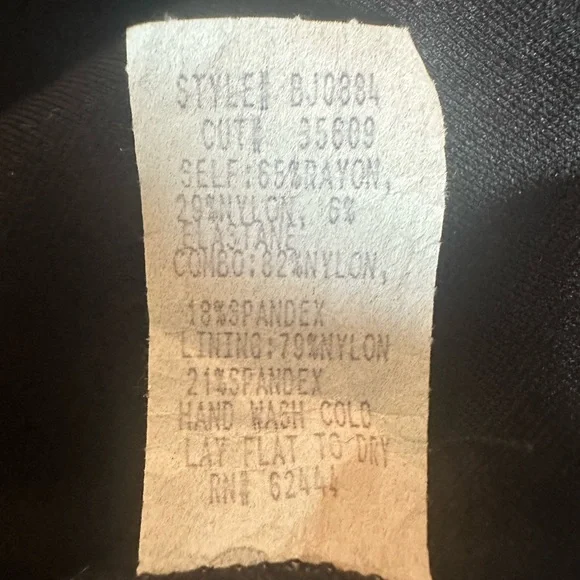 STYLE# BJ0884
CUT# 35609
SELF:65%RAYON,
29%NYLON, 6%
ELASTANE
COMBO:82%NYLON,
18%SPANDEX
LINING:79%NYLON
21%SPANDEX
HAND WASH COLD
LAY FLAT TO DRY
RN# 62444